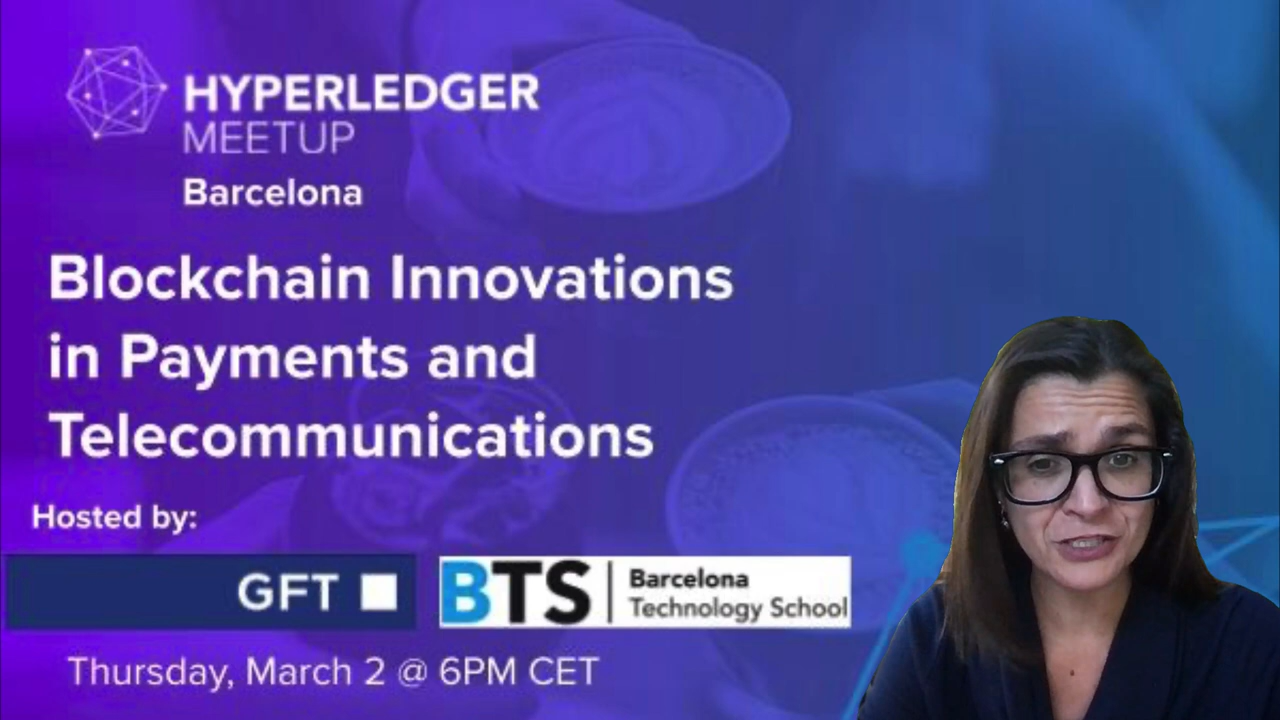 HYPERLEDGER
MEETUP
Barcelona
Blockchain Innovations
in Payments and
Telecommunications
Hosted by:
GFT
BTS
Barcelona
Technology School
Thursday, March 2 @ 6PM CET